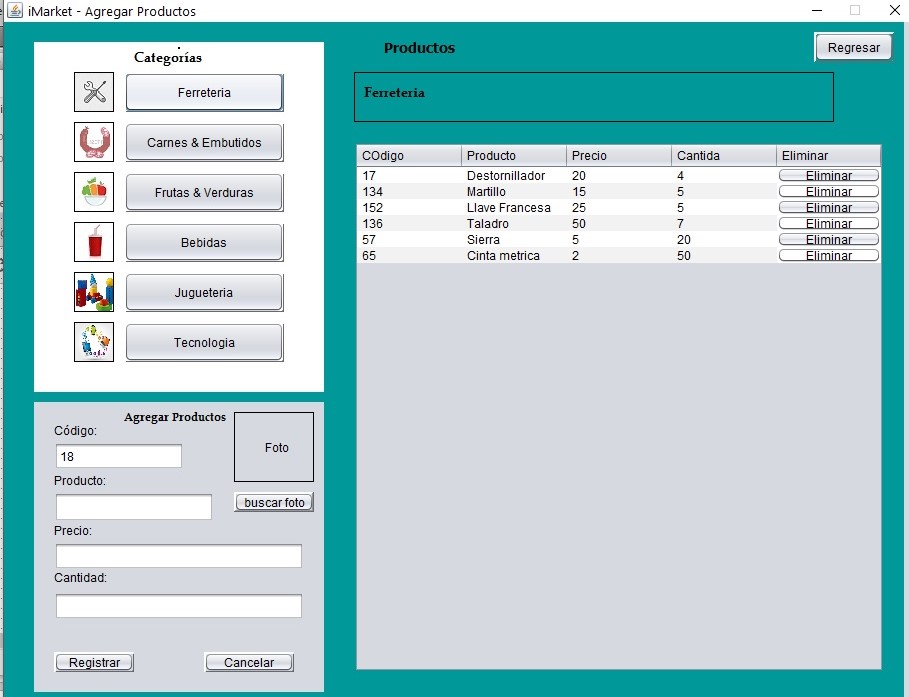 iMarket - Agregar Productos
Categorías
Ferreteria
Carnes & Embutidos
Frutas & Verduras
Bebidas
Jugueteria
Tecnologia
Agregar Productos
Código:
Foto
18
Producto:
buscar foto
Precio:
Cantidad:
Registrar Cancelar
Productos
Regresar
Ferreteria
COdigo Producto Precio Cantida Eliminar
17 Destornillador 20 4 Eliminar
134 Martillo 15 5 Eliminar
152 Llave Francesa 25 5 Eliminar
136 Taladro 50 7 Eliminar
57 Sierra 5 20 Eliminar
65 Cinta metrica 2 50 Eliminar